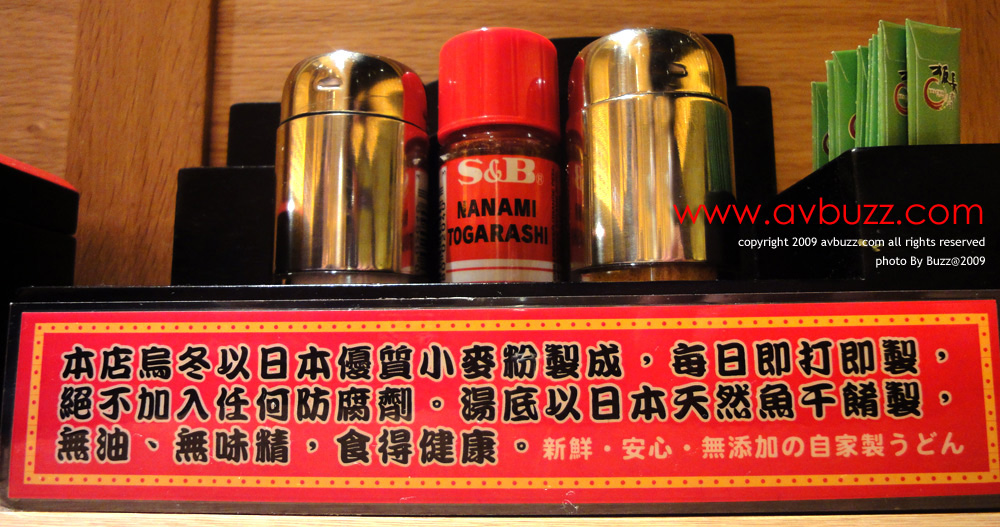 S&B®
NANAMI
TOGARASHI
www.avbuzz.com
copyright 2009 avbuzz.com all rights reserved
photo By Buzz@2009
本店烏冬以日本優質小麥粉製成，每日即打即製，
絕不加入任何防腐劑。湯底以日本天然魚干餚製，
無油、無味精，食得健康。新鮮・安心・無添加の自家製うどん